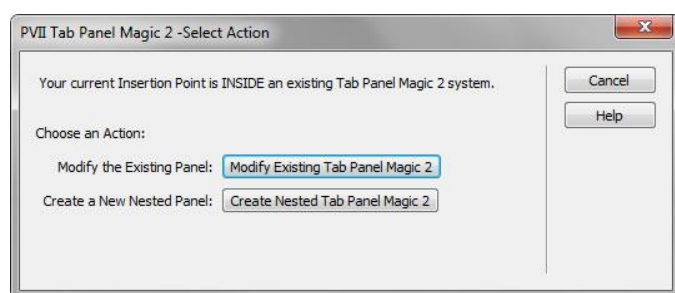 PVII Tab Panel Magic 2 -Select Action
Your current Insertion Point is INSIDE an existing Tab Panel Magic 2 system.
Cancel
Help
Choose an Action:
Modify the Existing Panel: Modify Existing Tab Panel Magic 2
Create a New Nested Panel: Create Nested Tab Panel Magic 2